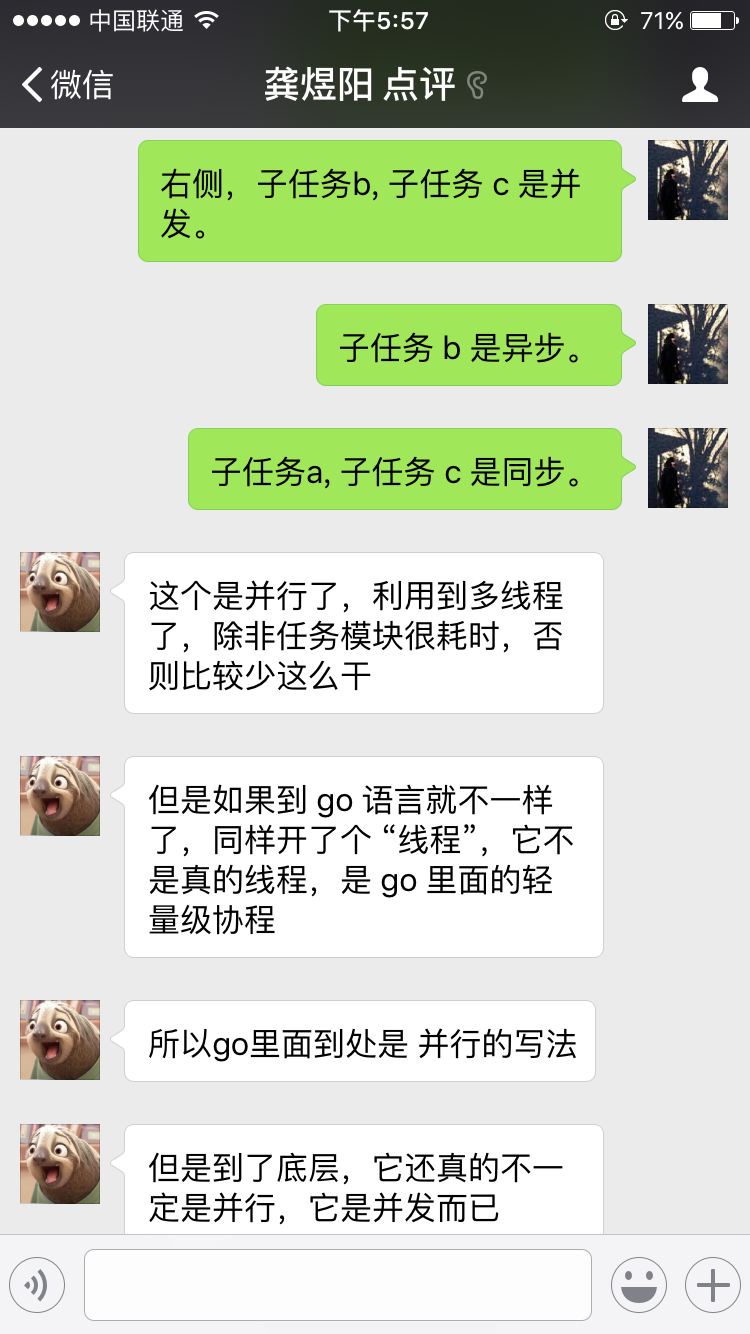 中国联通 下午5:57 71%
微信 龚煜阳 点评
右侧，子任务b, 子任务 c 是并
发。
子任务 b 是异步。
子任务a, 子任务 c 是同步。
这个是并行了，利用到多线程
了，除非任务模块很耗时，否
则比较少这么干
但是如果到 go 语言就不一样
了，同样开了个 “线程”，它不
是真的线程，是 go 里面的轻
量级协程
所以go里面到处是 并行的写法
但是到了底层，它还真的不一
定是并行，它是并发而已